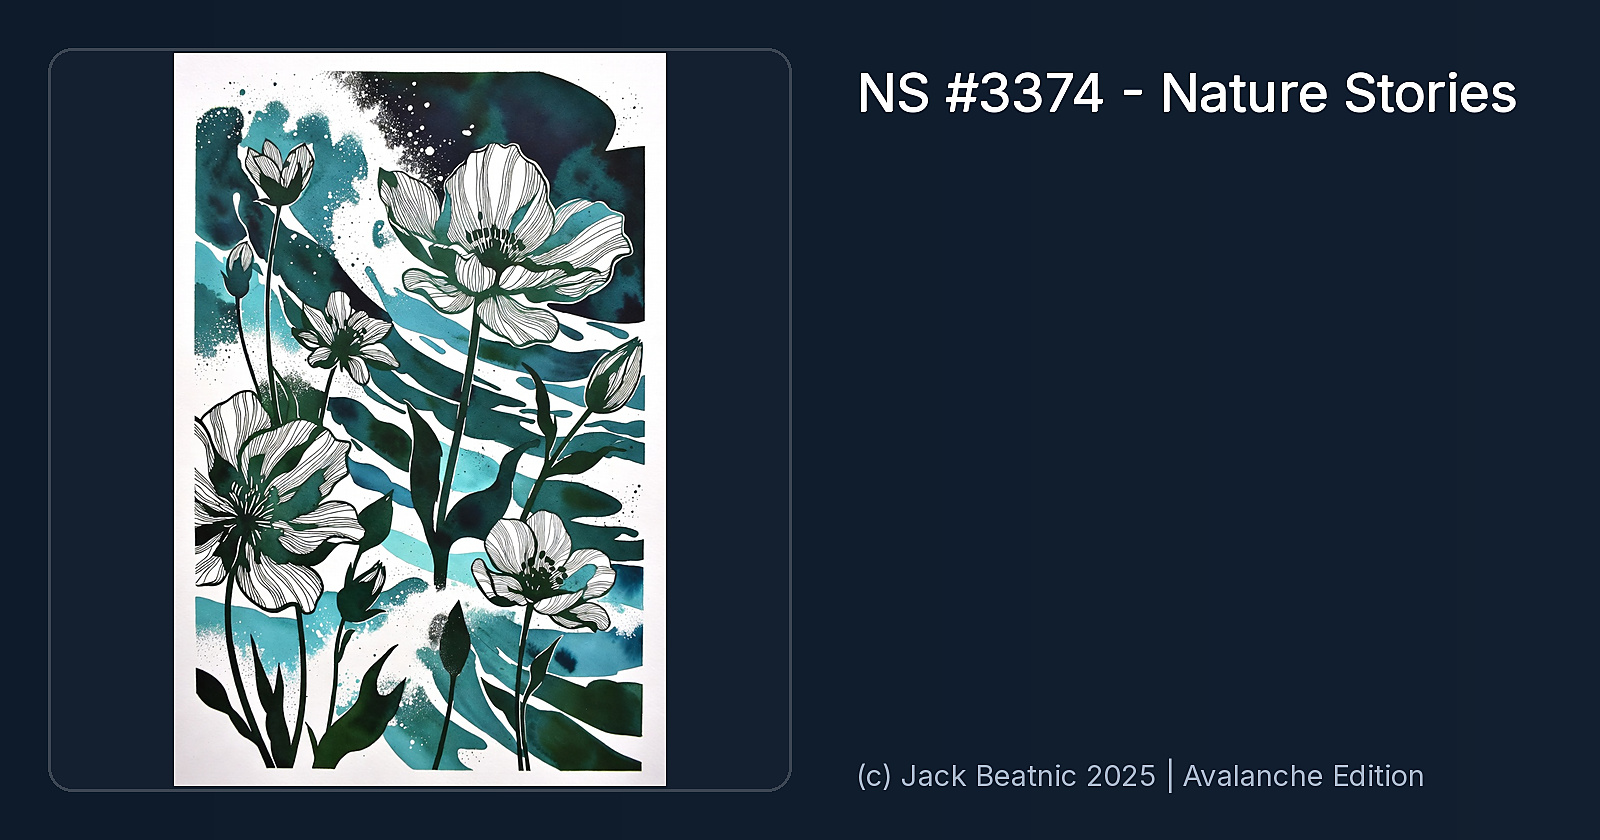 NS #3374 - Nature Stories
(c) Jack Beatnic 2025 | Avalanche Edition